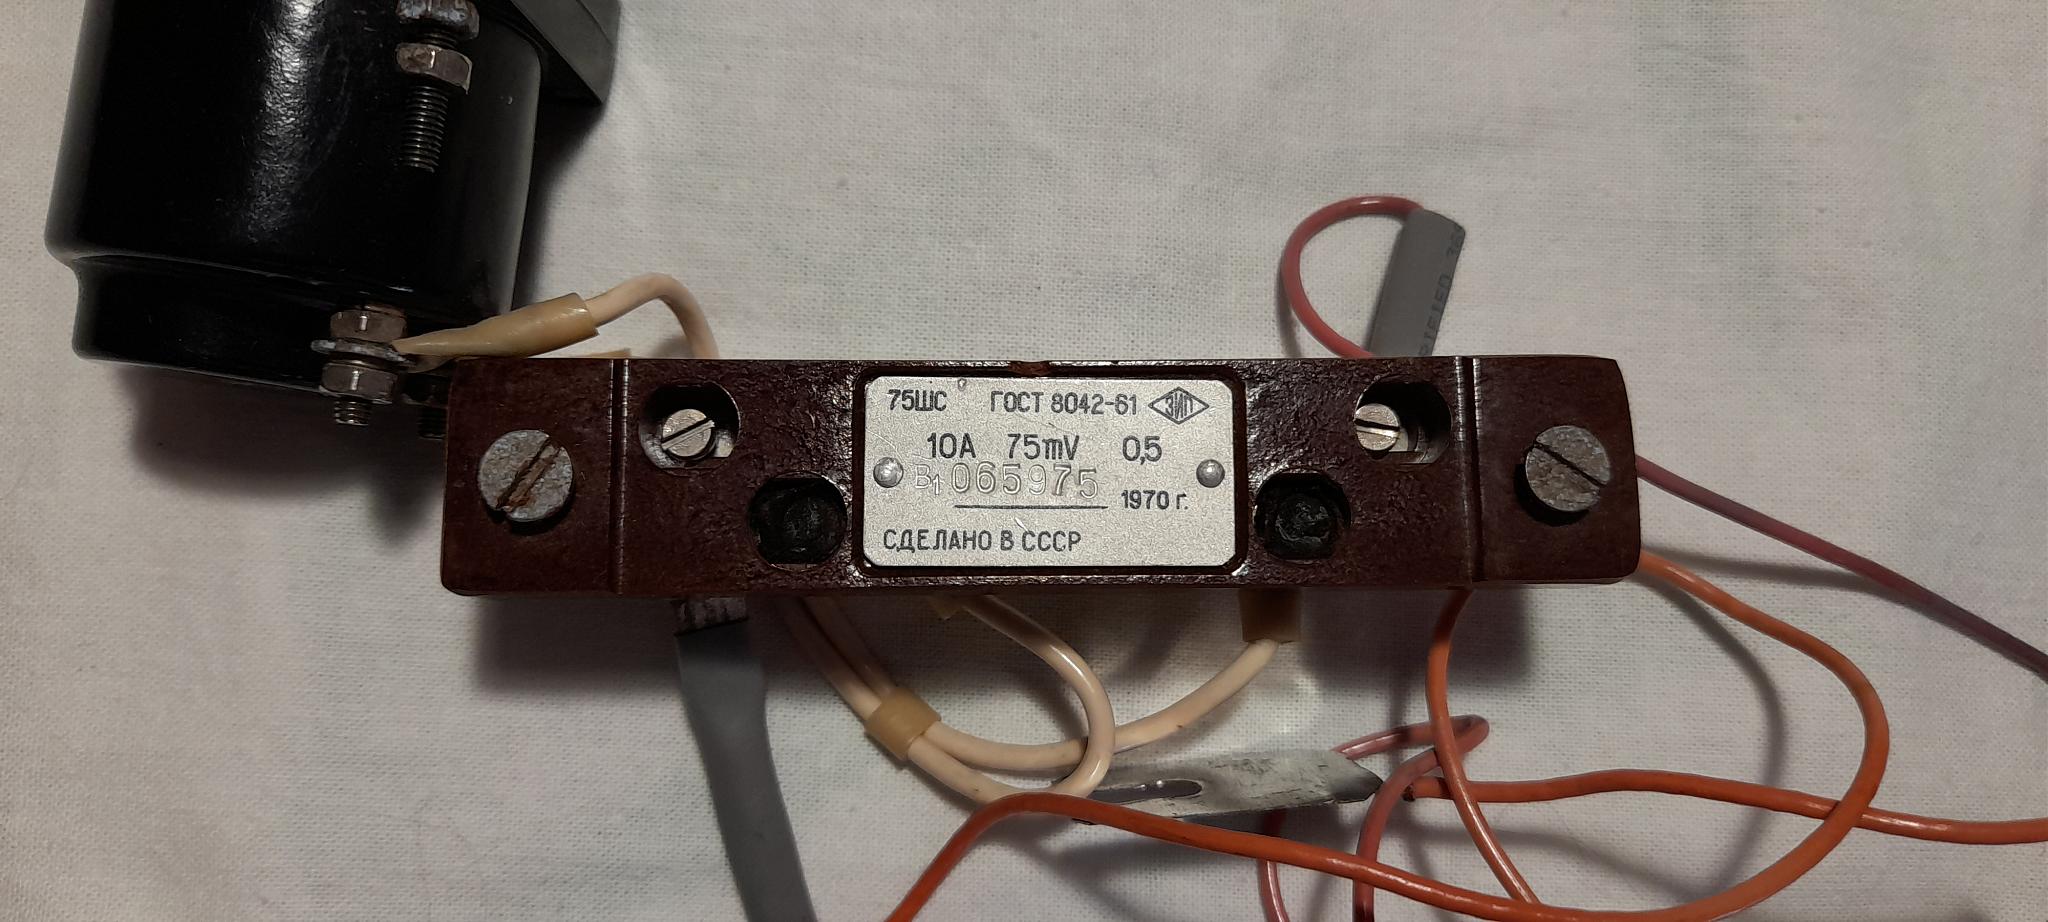 75ШС ГОСТ 8042-61 ЗИП
10А 75mV 0,5
В1 065975
1970 г.
СДЕЛАНО В СССР